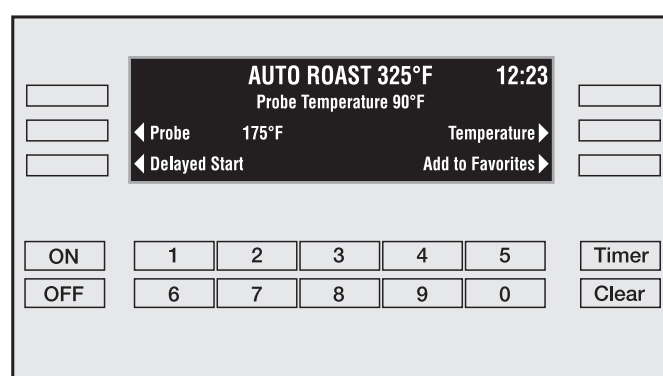 AUTO ROAST 325°F 12:23
Probe Temperature 90°F
Probe 175°F Temperature
Delayed Start Add to Favorites
ON 1 2 3 4 5 Timer
OFF 6 7 8 9 0 Clear